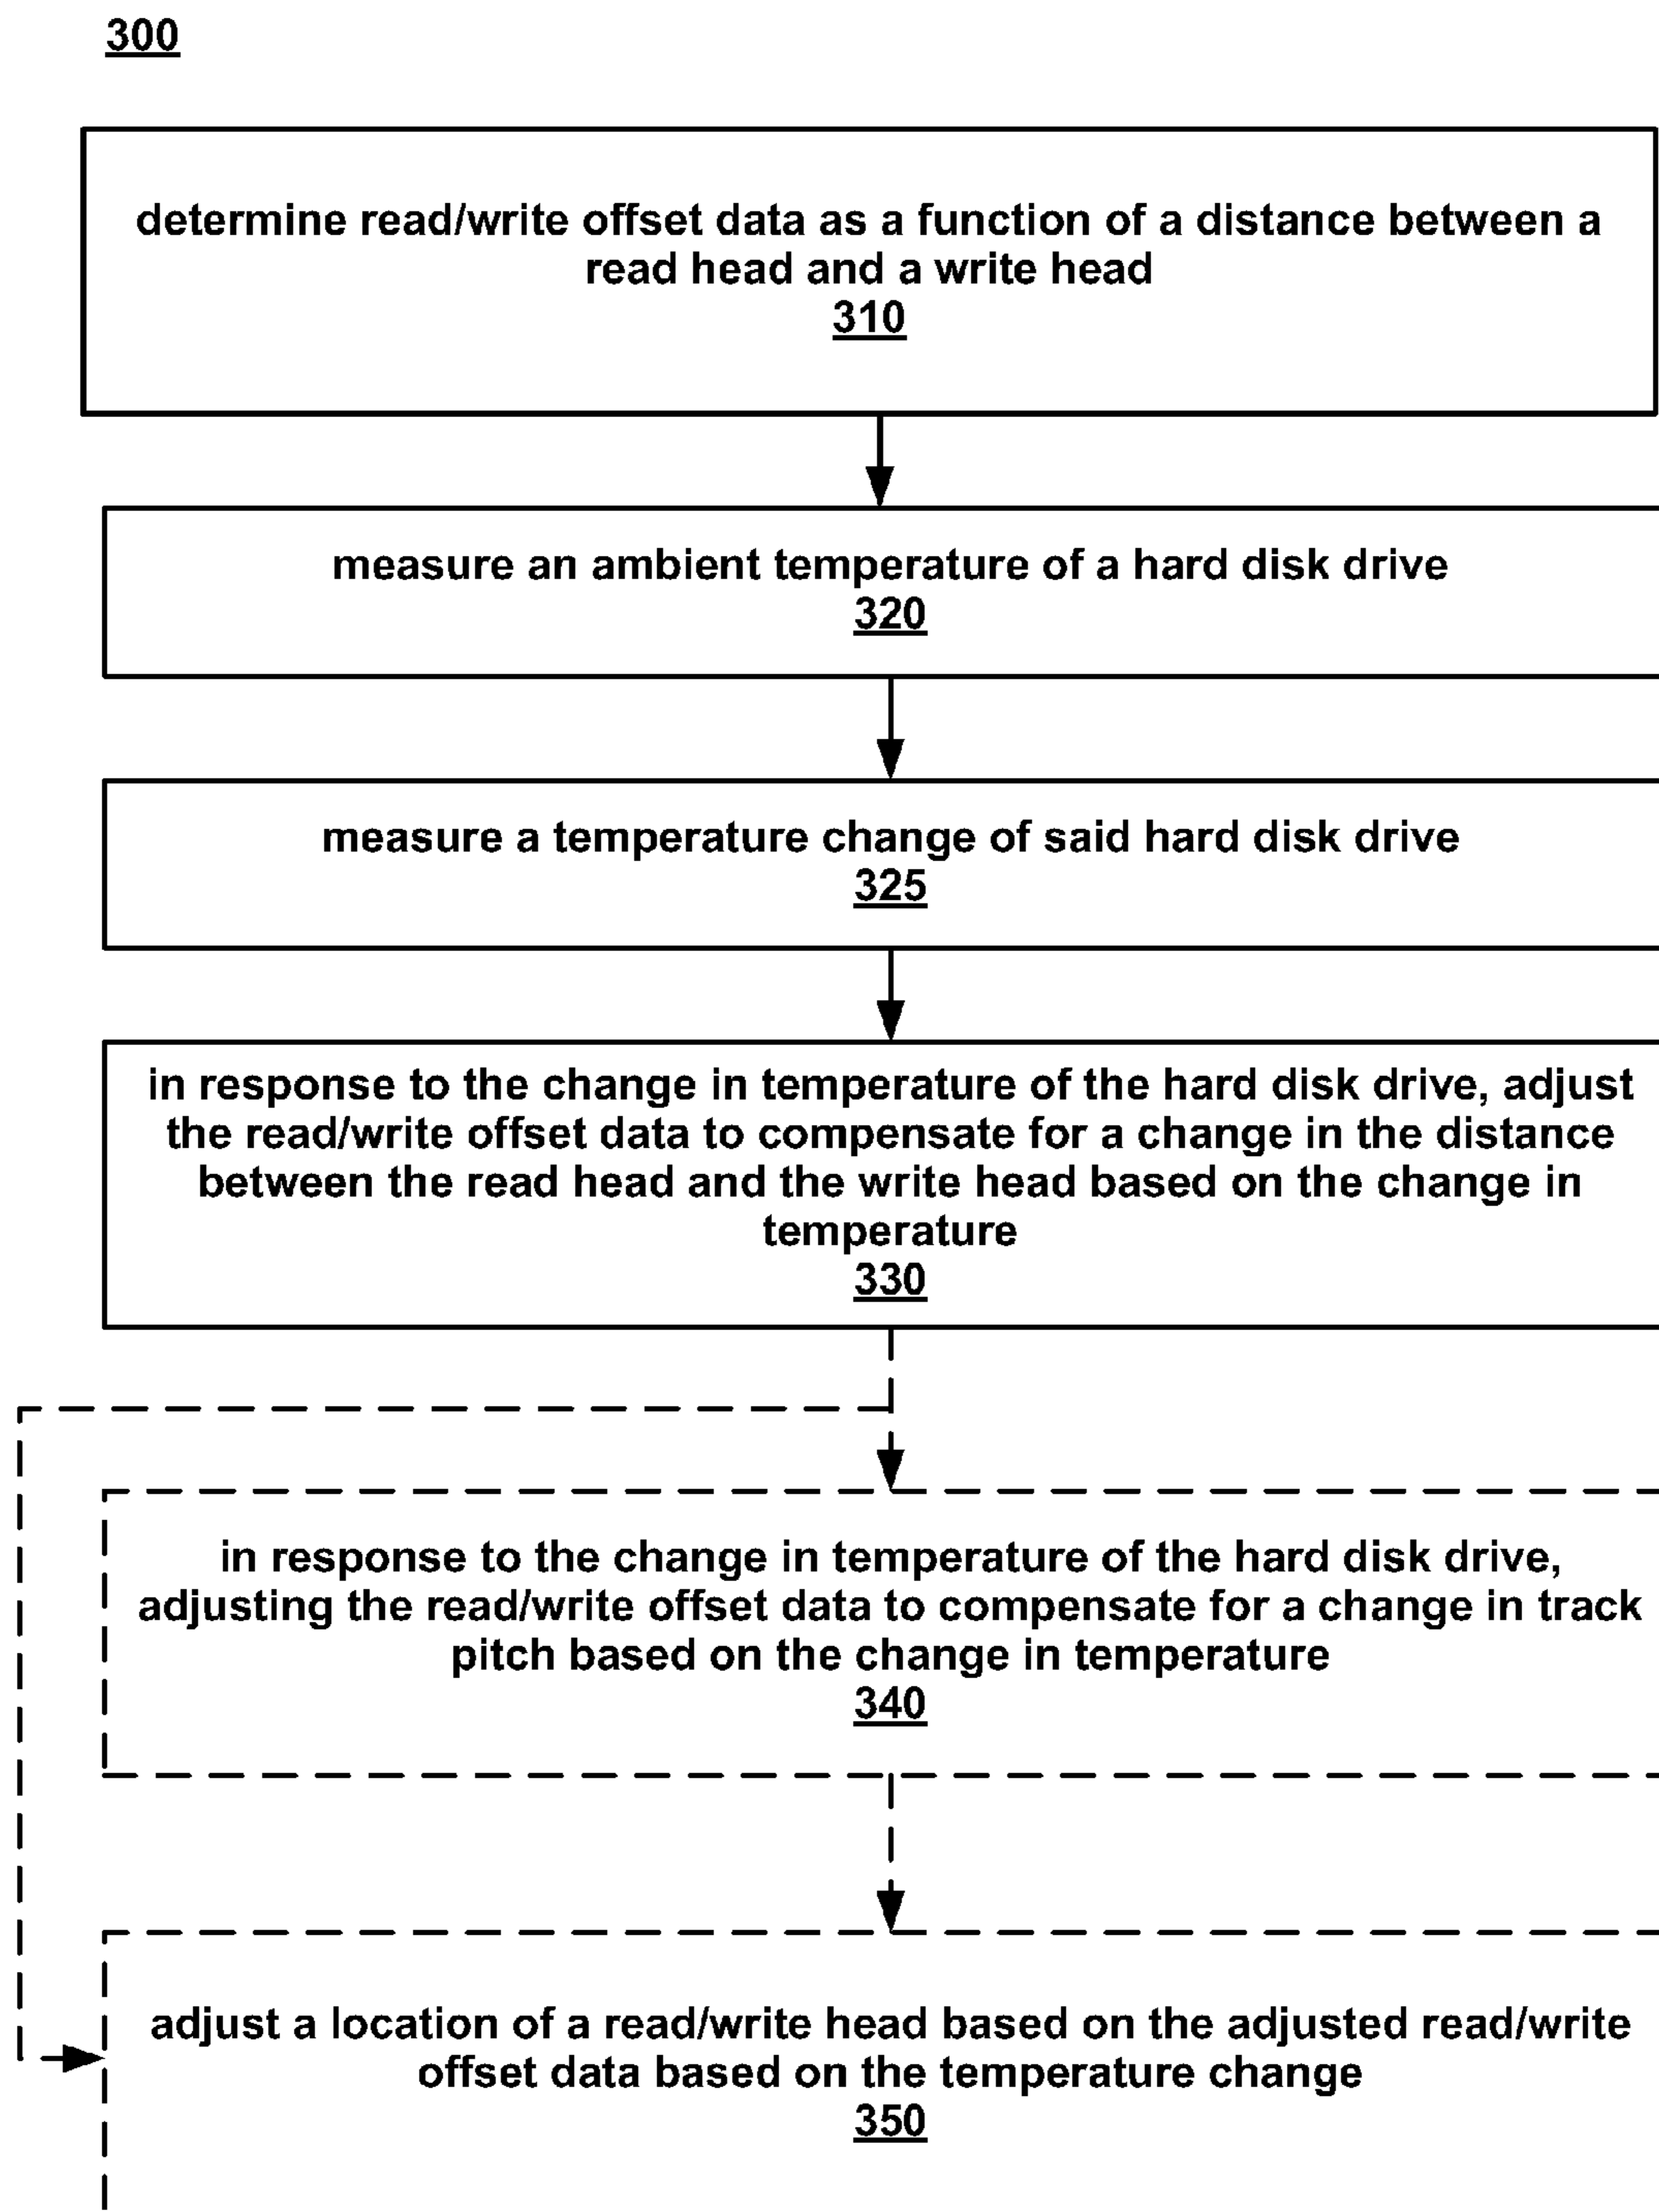 300
determine read/write offset data as a function of a distance between a
read head and a write head
310
measure an ambient temperature of a hard disk drive
320
measure a temperature change of said hard disk drive
325
in response to the change in temperature of the hard disk drive, adjust
the read/write offset data to compensate for a change in the distance
between the read head and the write head based on the change in
temperature
330
in response to the change in temperature of the hard disk drive,
adjusting the read/write offset data to compensate for a change in track
pitch based on the change in temperature
340
adjust a location of a read/write head based on the adjusted read/write
offset data based on the temperature change
350